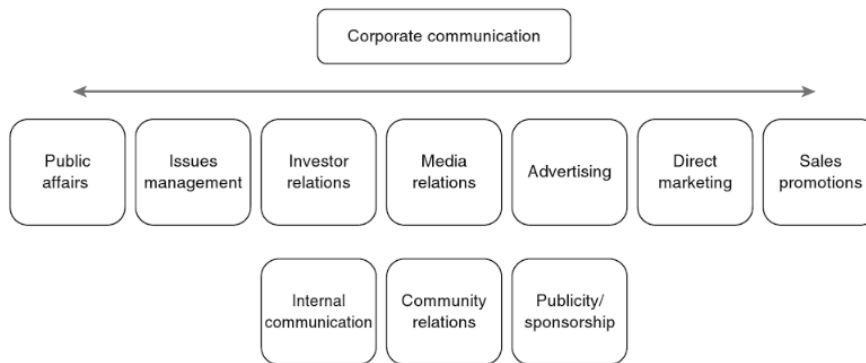 Corporate communication
Public
affairs
Issues
management
Investor
relations
Media
relations
Advertising
Direct
marketing
Sales
promotions
Internal
communication
Community
relations
Publicity/
sponsorship